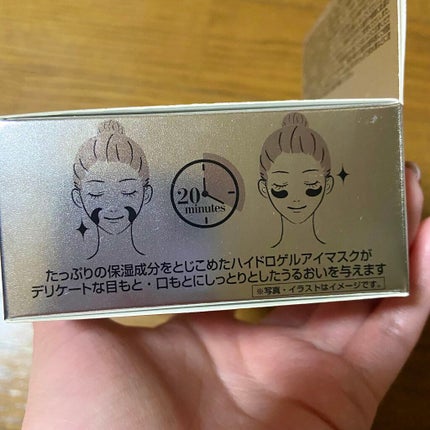 20
minutes
たっぷりの保湿成分をとじこめたハイドロゲルアイマスクが
デリケートな目もと・口もとにしっとりとしたうるおいを与えます
※写真・イラストはイメージです。